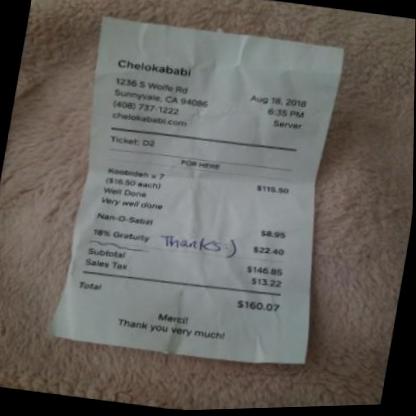 Chelokababi
1236 S Wolfe Rd
Sunnyvale, CA 94086
(408) 737-1222
chelokababi.com
Aug 18, 2018
6:35 PM
Server
Ticket: D2
FOR HERE
Koobideh x 7 $115.50
($16.50 each)
Well Done
Very well done
Nan-O-Sabzi $8.95
18% Gratuity Thanks:) $22.40
Subtotal $146.85
Sales Tax $13.22
Total $160.07
Merci!
Thank you very much!